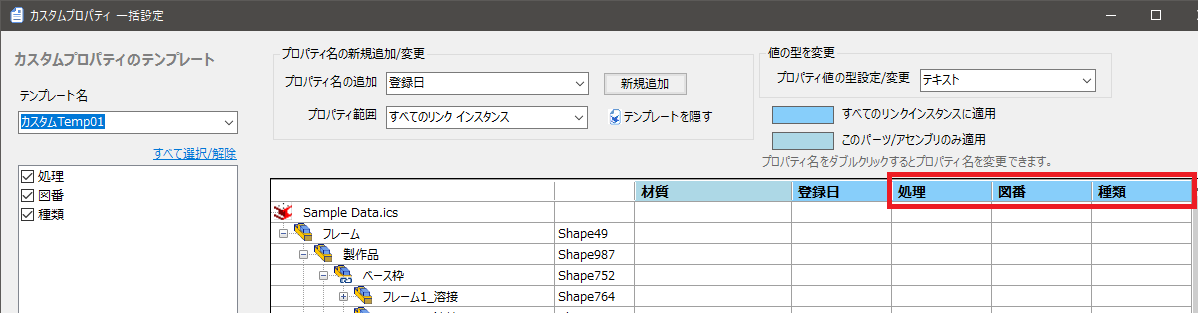 カスタムプロパティ 一括設定
カスタムプロパティのテンプレート
テンプレート名
カスタムTemp01
すべて選択/解除
処理
図番
種類
プロパティ名の新規追加/変更
プロパティ名の追加 登録日 新規追加
プロパティ範囲 すべてのリンク インスタンス テンプレートを隠す
値の型を変更
プロパティ値の型設定/変更 テキスト
すべてのリンクインスタンスに適用
このパーツ/アセンブリのみ適用
プロパティ名をダブルクリックするとプロパティ名を変更できます。
材質 登録日 処理 図番 種類
Sample Data.ics
フレーム Shape49
製作品 Shape987
ベース枠 Shape752
フレーム1_溶接 Shape764